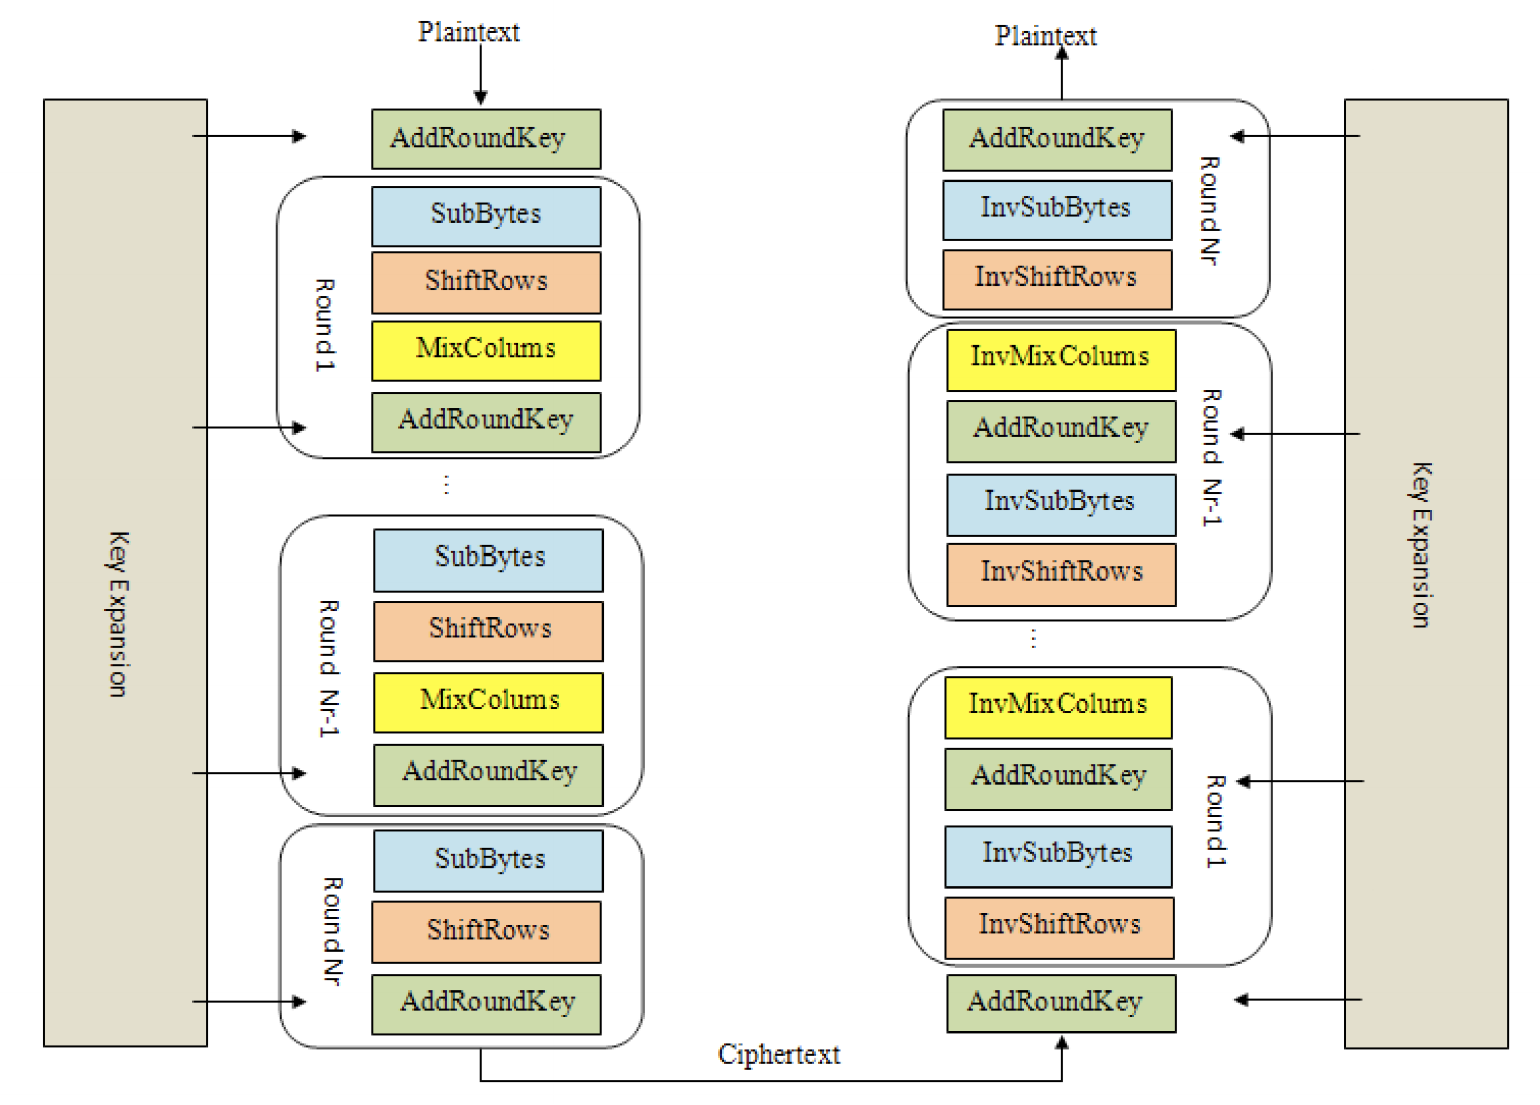 Plaintext
Key Expansion
AddRoundKey
Round 1
SubBytes
ShiftRows
MixColums
AddRoundKey
...
Round Nr-1
SubBytes
ShiftRows
MixColums
AddRoundKey
Round Nr
SubBytes
ShiftRows
AddRoundKey
Ciphertext
Plaintext
AddRoundKey
InvSubBytes
InvShiftRows
Round Nr
InvMixColums
AddRoundKey
InvSubBytes
InvShiftRows
Round Nr-1
...
InvMixColums
AddRoundKey
InvSubBytes
InvShiftRows
Round 1
AddRoundKey
Key Expansion